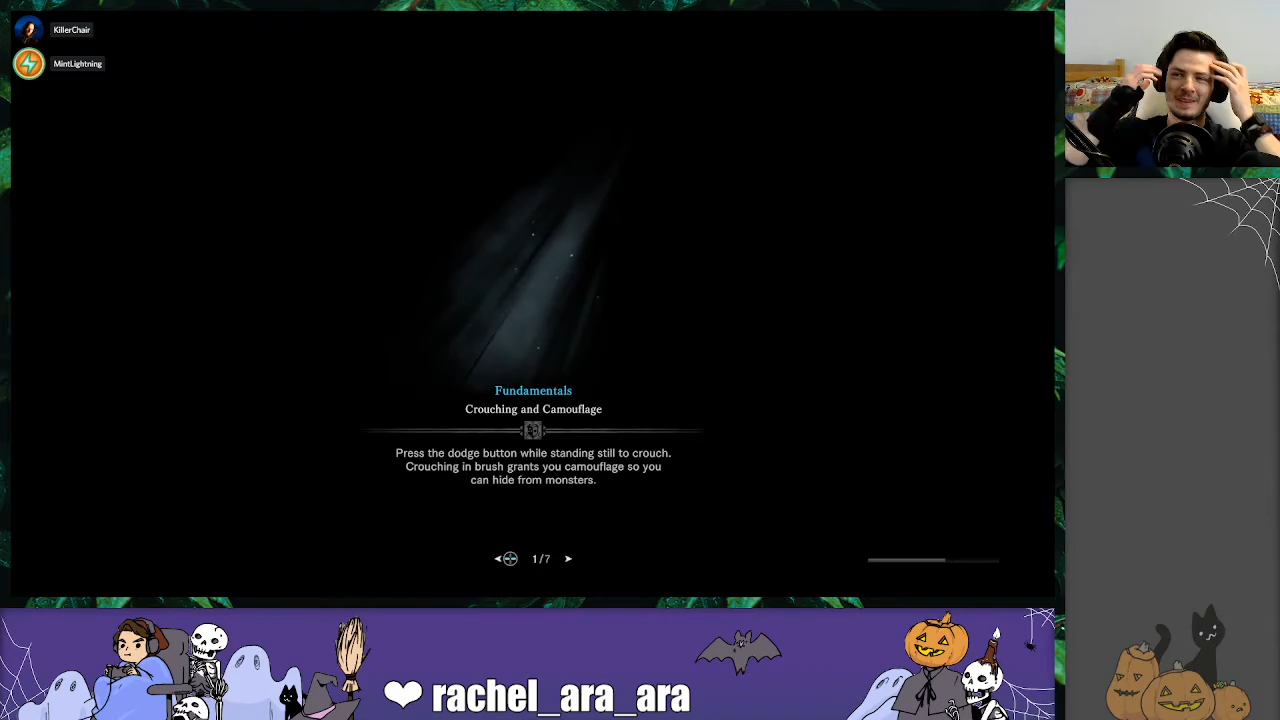 KillerChair
MintLightning
Fundamentals
Crouching and Camouflage
Press the dodge button while standing still to crouch.
Crouching in brush grants you camouflage so you
can hide from monsters.
1/7
rachel_ara_ara